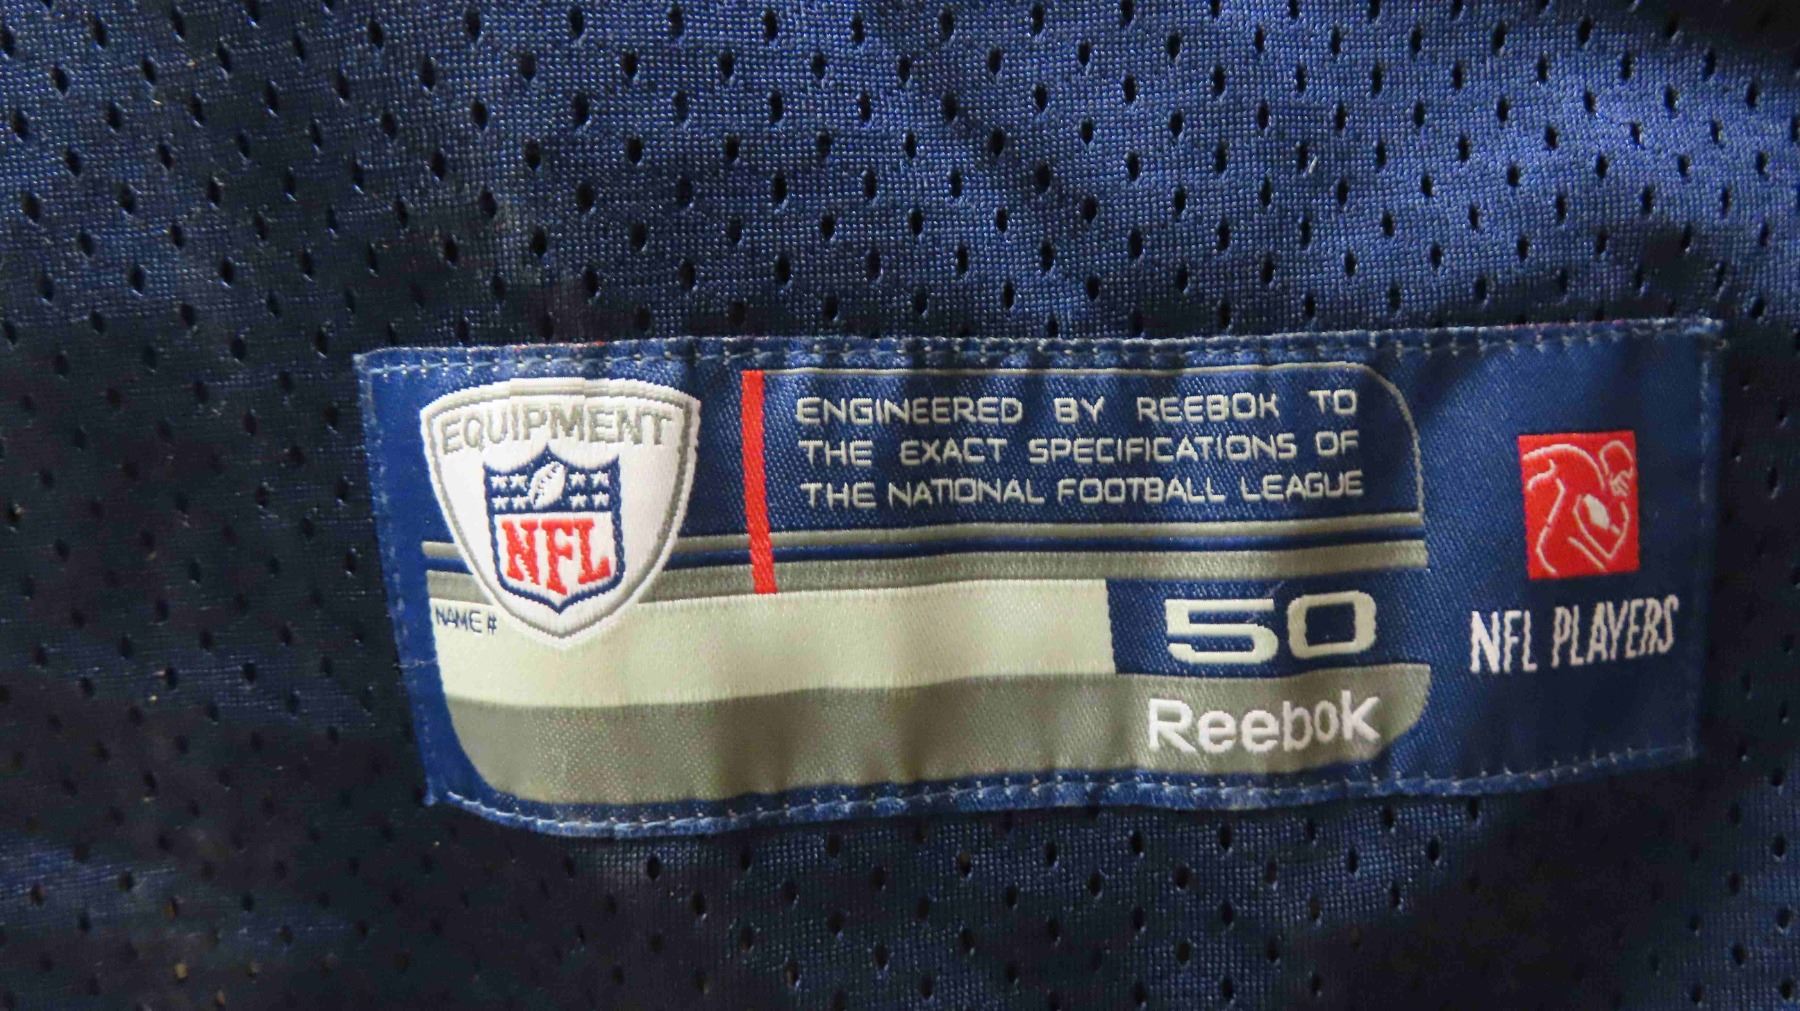 EQUIPMENT
NFL
NAME #
ENGINEERED BY REEBOK TO
THE EXACT SPECIFICATIONS OF
THE NATIONAL FOOTBALL LEAGUE
50
Reebok
NFL PLAYERS